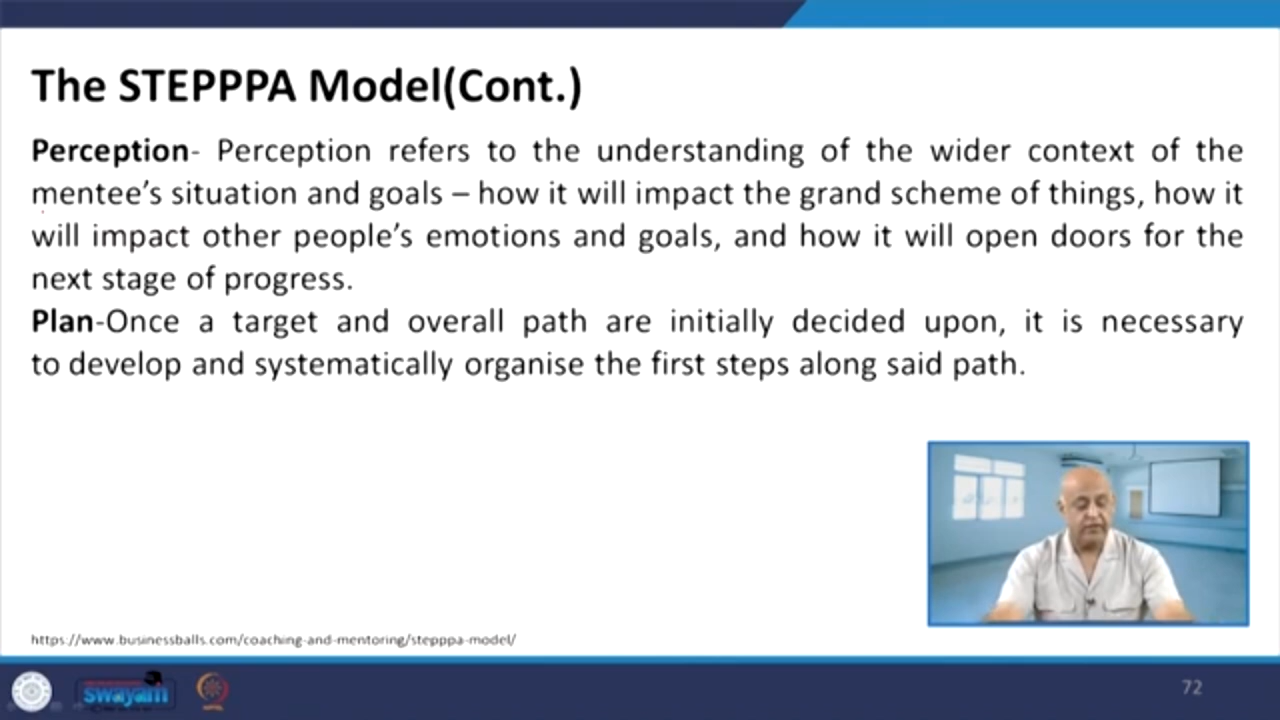 The STEPPPA Model(Cont.)
Perception- Perception refers to the understanding of the wider context of the
mentee’s situation and goals – how it will impact the grand scheme of things, how it
will impact other people’s emotions and goals, and how it will open doors for the
next stage of progress.
Plan-Once a target and overall path are initially decided upon, it is necessary
to develop and systematically organise the first steps along said path.
https://www.businessballs.com/coaching-and-mentoring/stepppa-model/
swayam
72